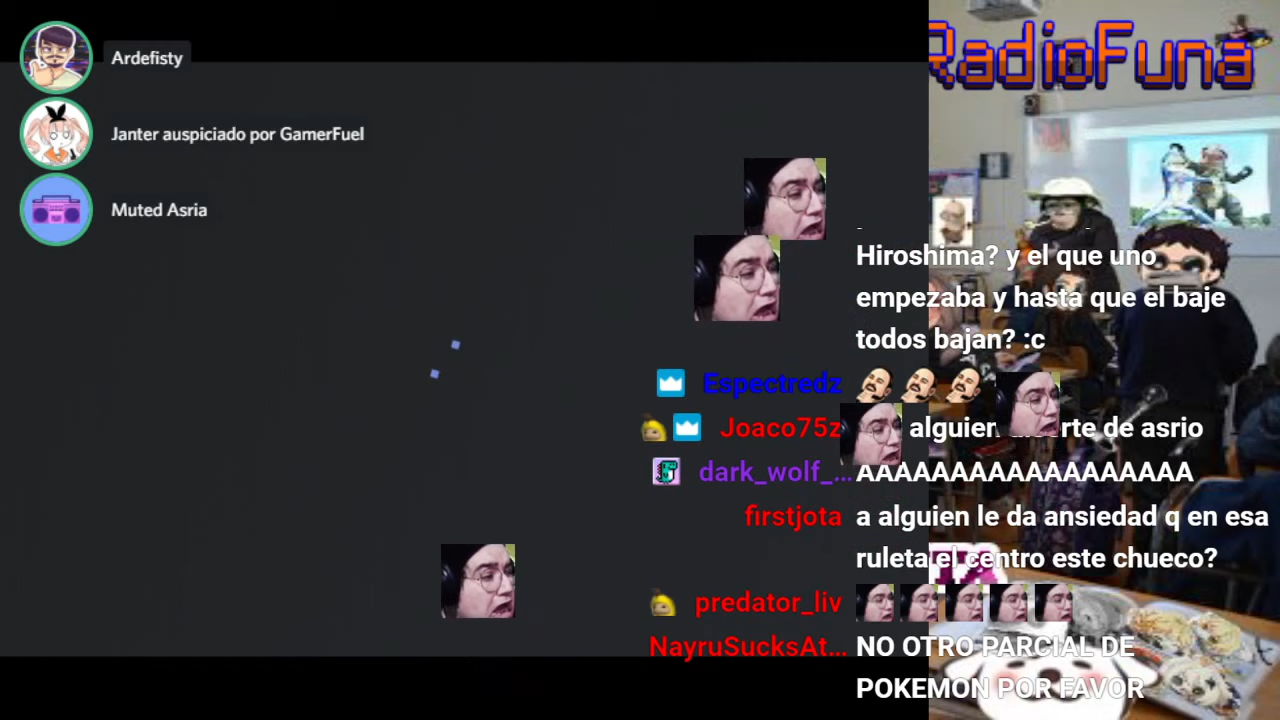 Ardefisty
Janter auspiciado por GamerFuel
Muted Asria
RadioFuna
Hiroshima? y el que uno
empezaba y hasta que el baje
todos bajan? :c
Espectredz
Joaco75z alguien de asrio
dark_wolf_... AAAAAAAAAAAAAAAAAA
firstjota a alguien le da ansiedad q en esa
ruleta el centro este chueco?
predator_liv
NayruSucksAt... NO OTRO PARCIAL DE
POKEMON POR FAVOR